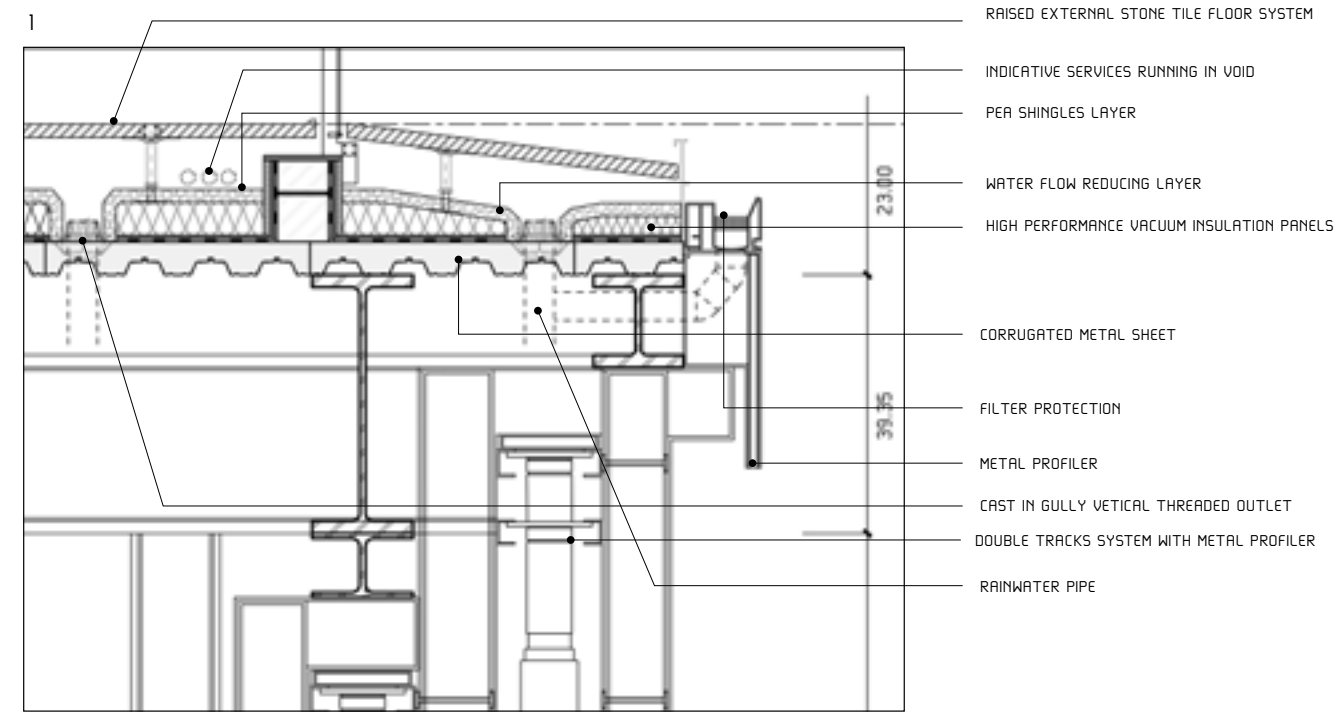 1
RAISED EXTERNAL STONE TILE FLOOR SYSTEM
INDICATIVE SERVICES RUNNING IN VOID
PEA SHINGLES LAYER
WATER FLOW REDUCING LAYER
23.00
HIGH PERFORMANCE VACUUM INSULATION PANELS
CORRUGATED METAL SHEET
FILTER PROTECTION
39.35
METAL PROFILER
CAST IN GULLY VETICAL THREADED OUTLET
DOUBLE TRACKS SYSTEM WITH METAL PROFILER
RAINWATER PIPE